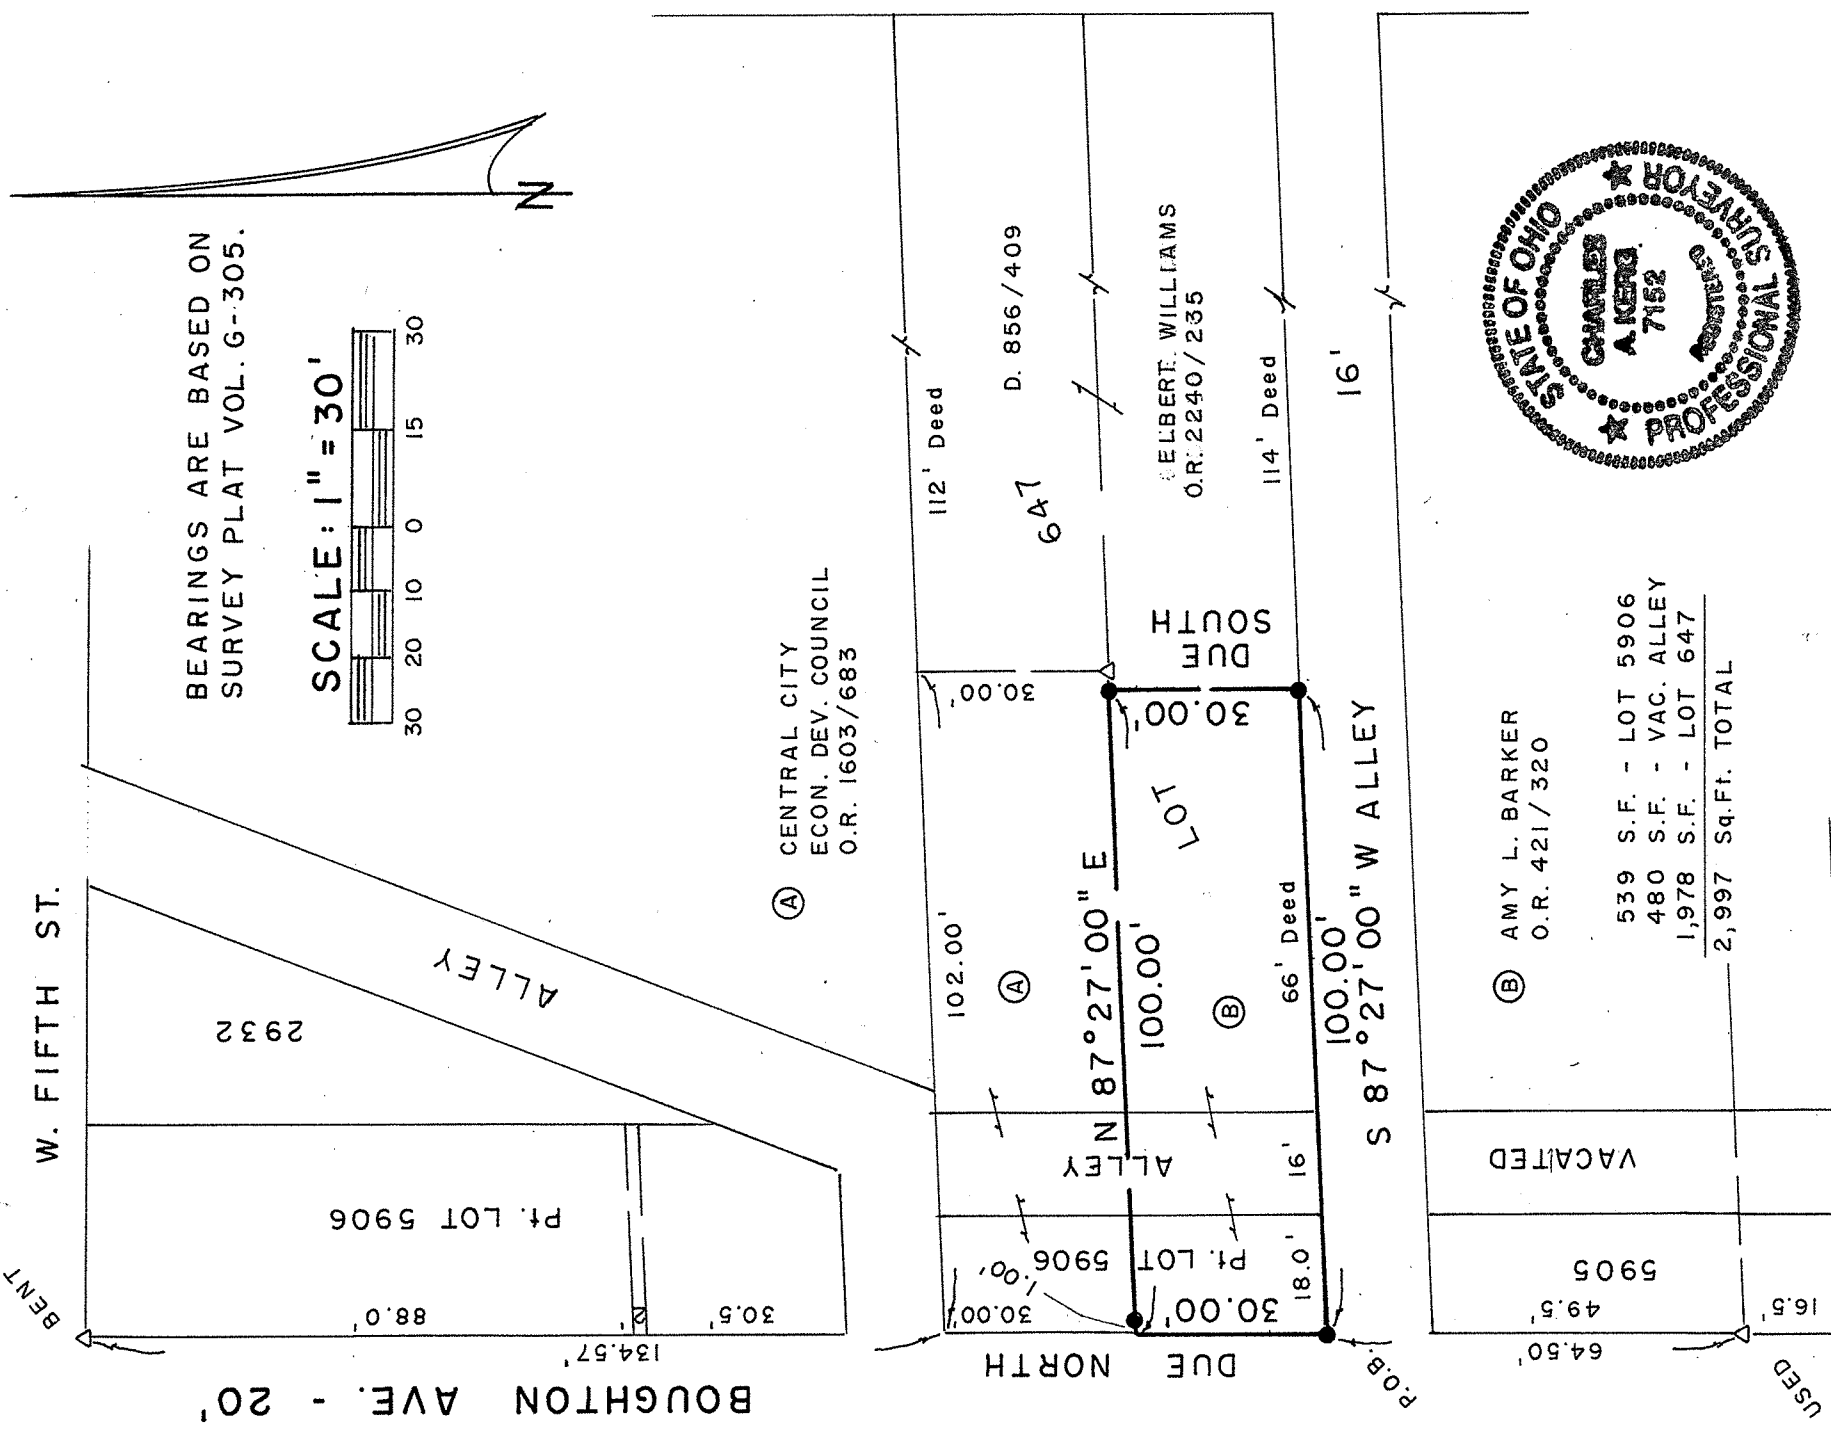 W. FIFTH ST.
BEARINGS ARE BASED ON
SURVEY PLAT VOL. G-305.
SCALE: 1" = 30'
30 20 10 0 15 30
N
BENT
2932
ALLEY
Pt. LOT 5906
88.0'
2'
30.5'
134.57'
BOUGHTON AVE. - 20'
Ⓐ CENTRAL CITY
ECON. DEV. COUNCIL
O.R. 1603/683
112' Deed
D. 856/409
647
ELBERT WILLIAMS
O.R. 2240/235
114' Deed
16'
102.00'
30.00'
Ⓐ
N 87°27'00" E
100.00'
LOT
Ⓑ
30.00'
DUE
SOUTH
66' Deed
100.00'
S 87°27'00" W ALLEY
ALLEY
16'
Pt. LOT
5906
1.00'
30.00'
30.00'
18.0'
DUE NORTH
P.O.B.
Ⓑ AMY L. BARKER
O.R. 421/320
539 S.F. - LOT 5906
480 S.F. - VAC. ALLEY
1,978 S.F. - LOT 647
2,997 Sq.Ft. TOTAL
VACATED
5905
49.5'
64.50'
16.5'
USED
STATE OF OHIO
CHARLES
A. KERG
7152
REGISTERED
PROFESSIONAL SURVEYOR